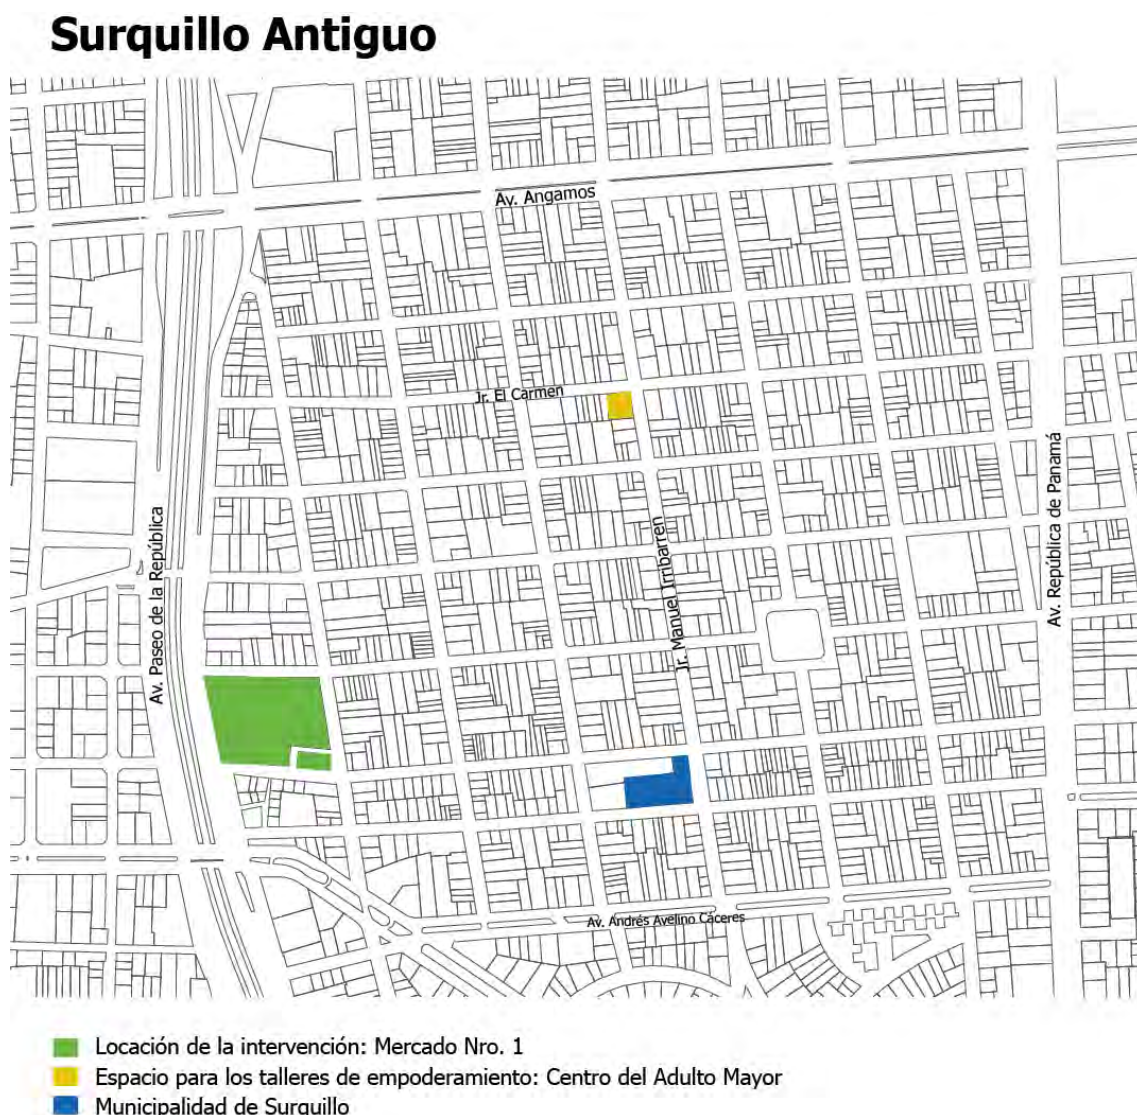 Surquillo Antiguo
Av. Angamos
Jr. El Carmen
Av. Paseo de la República
Jr. Manuel Irribarren
Av. República de Panamá
Av. Andrés Avelino Cáceres
Locación de la intervención: Mercado Nro. 1
Espacio para los talleres de empoderamiento: Centro del Adulto Mayor
Municipalidad de Surquillo